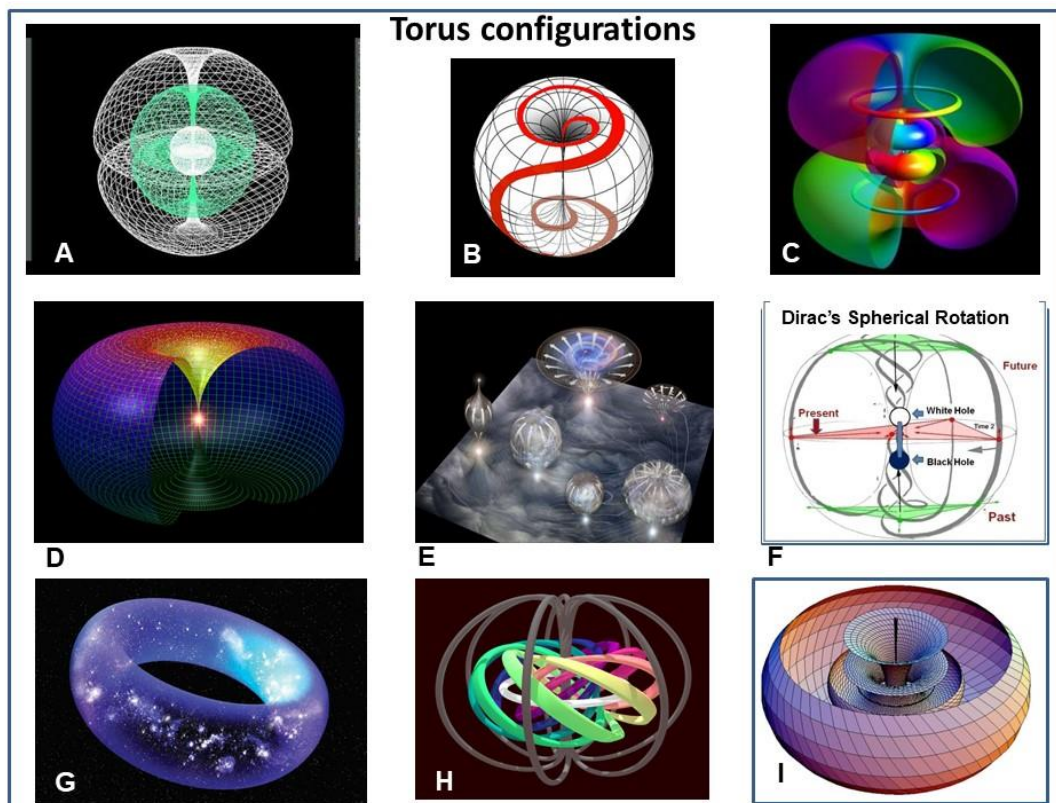 Torus configurations
A
B
C
Dirac's Spherical Rotation
Future
Present
White Hole
Time 2
Black Hole
Past
D
E
F
G
H
I